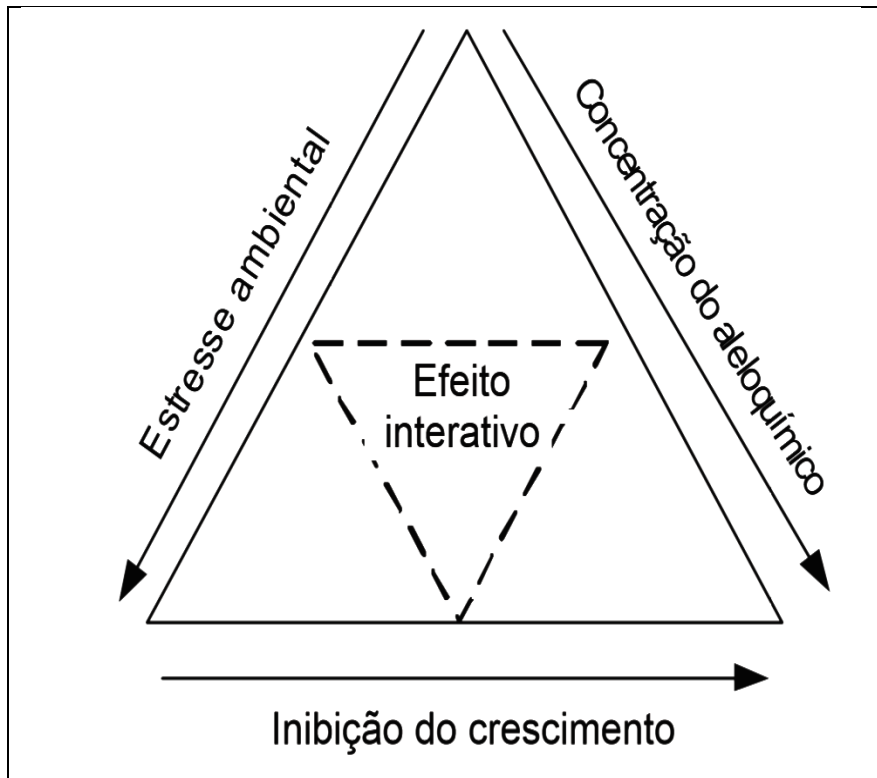 Estresse ambiental
Concentração do aleloquímico
Efeito
interativo
Inibição do crescimento